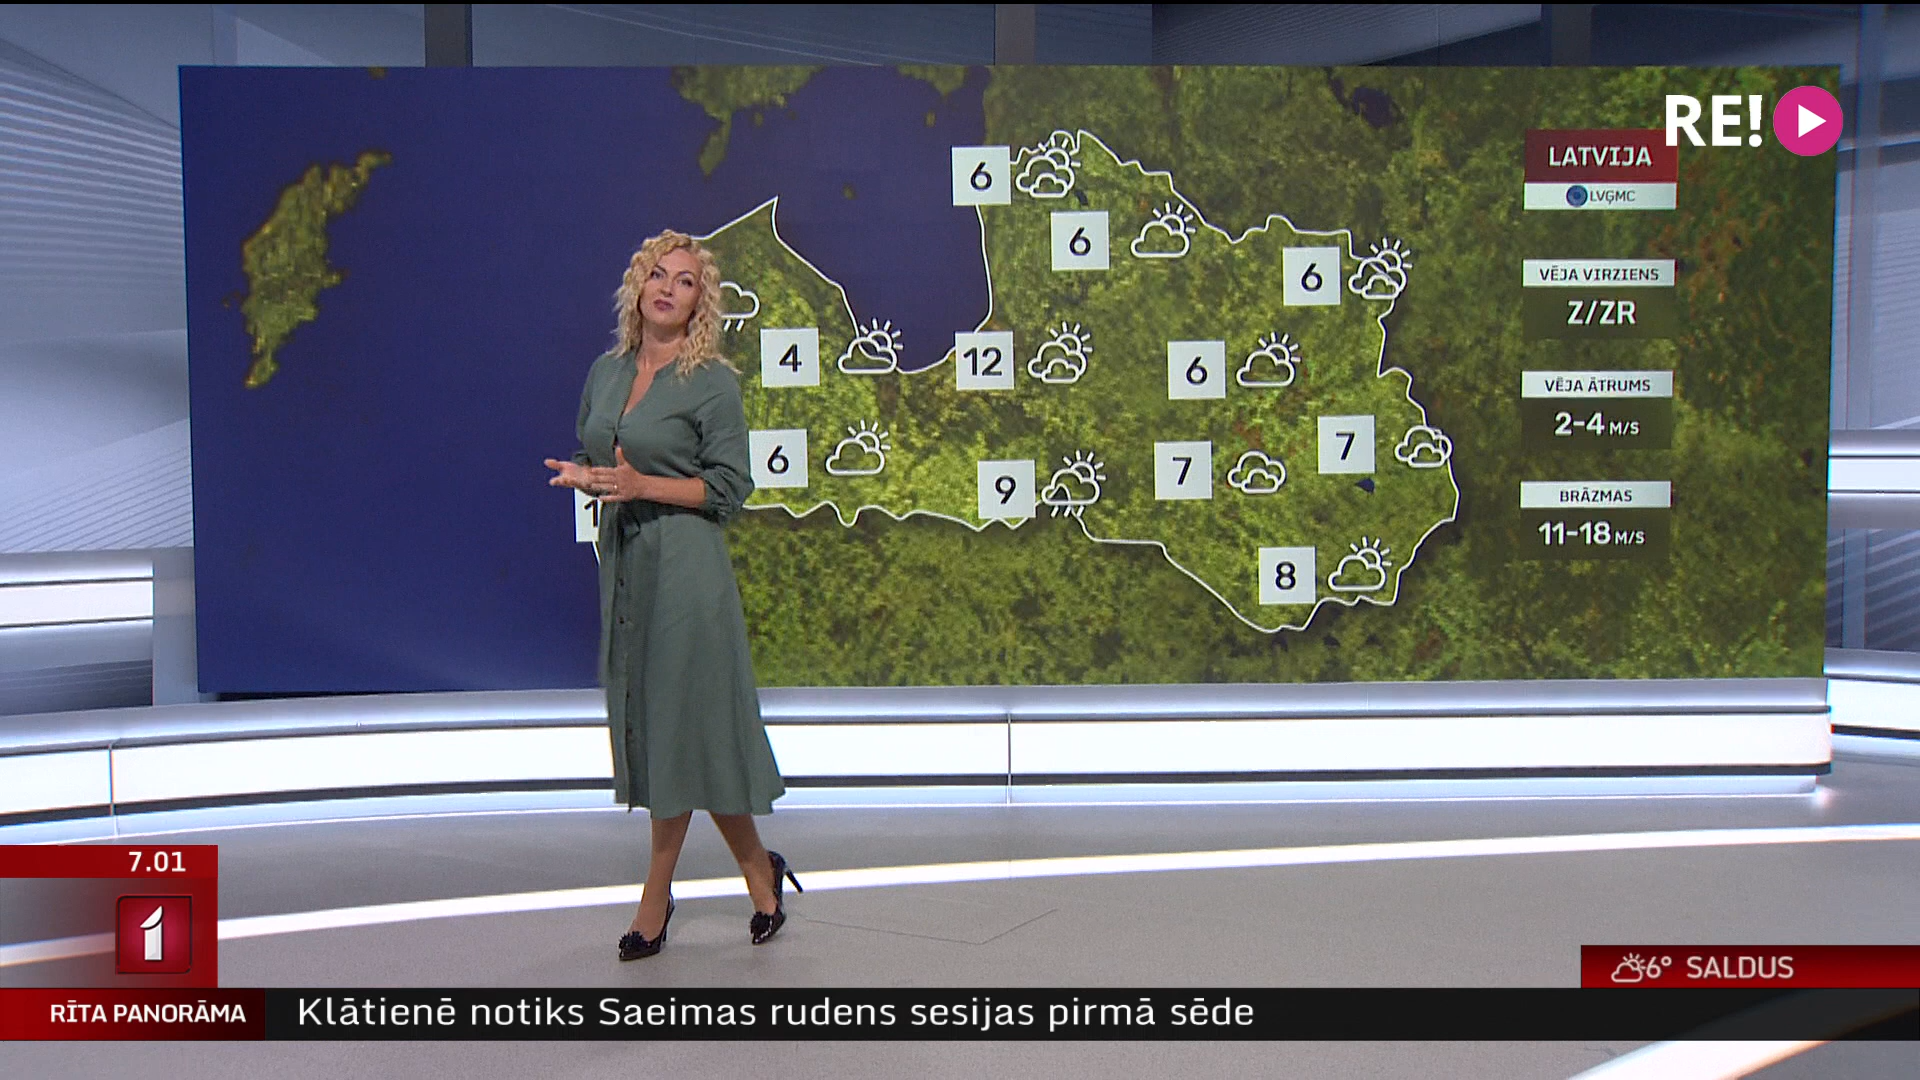 RE!
LATVIJA
LVĢMC
6
6
VĒJA VIRZIENS
6
Z/ZR
4
12
6
VĒJA ĀTRUMS
2-4 M/S
6
7
7
9
BRĀZMAS
1
11-18 M/S
8
7.01
1
6° SALDUS
RĪTA PANORĀMA
Klātienē notiks Saeimas rudens sesijas pirmā sēde